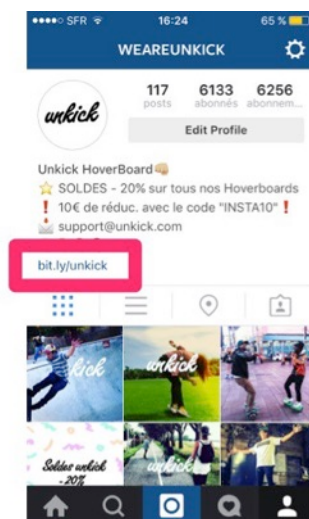 SFR 16:24 65 %
WEAREUNKICK
unkick
117 6133 6256
posts abonnés abonnem...
Edit Profile
Unkick HoverBoard
SOLDES - 20% sur tous nos Hoverboards
10€ de réduc. avec le code "INSTA10"
support@unkick.com
bit.ly/unkick
unkick
unkick
Soldes unkick
- 20%
unkick